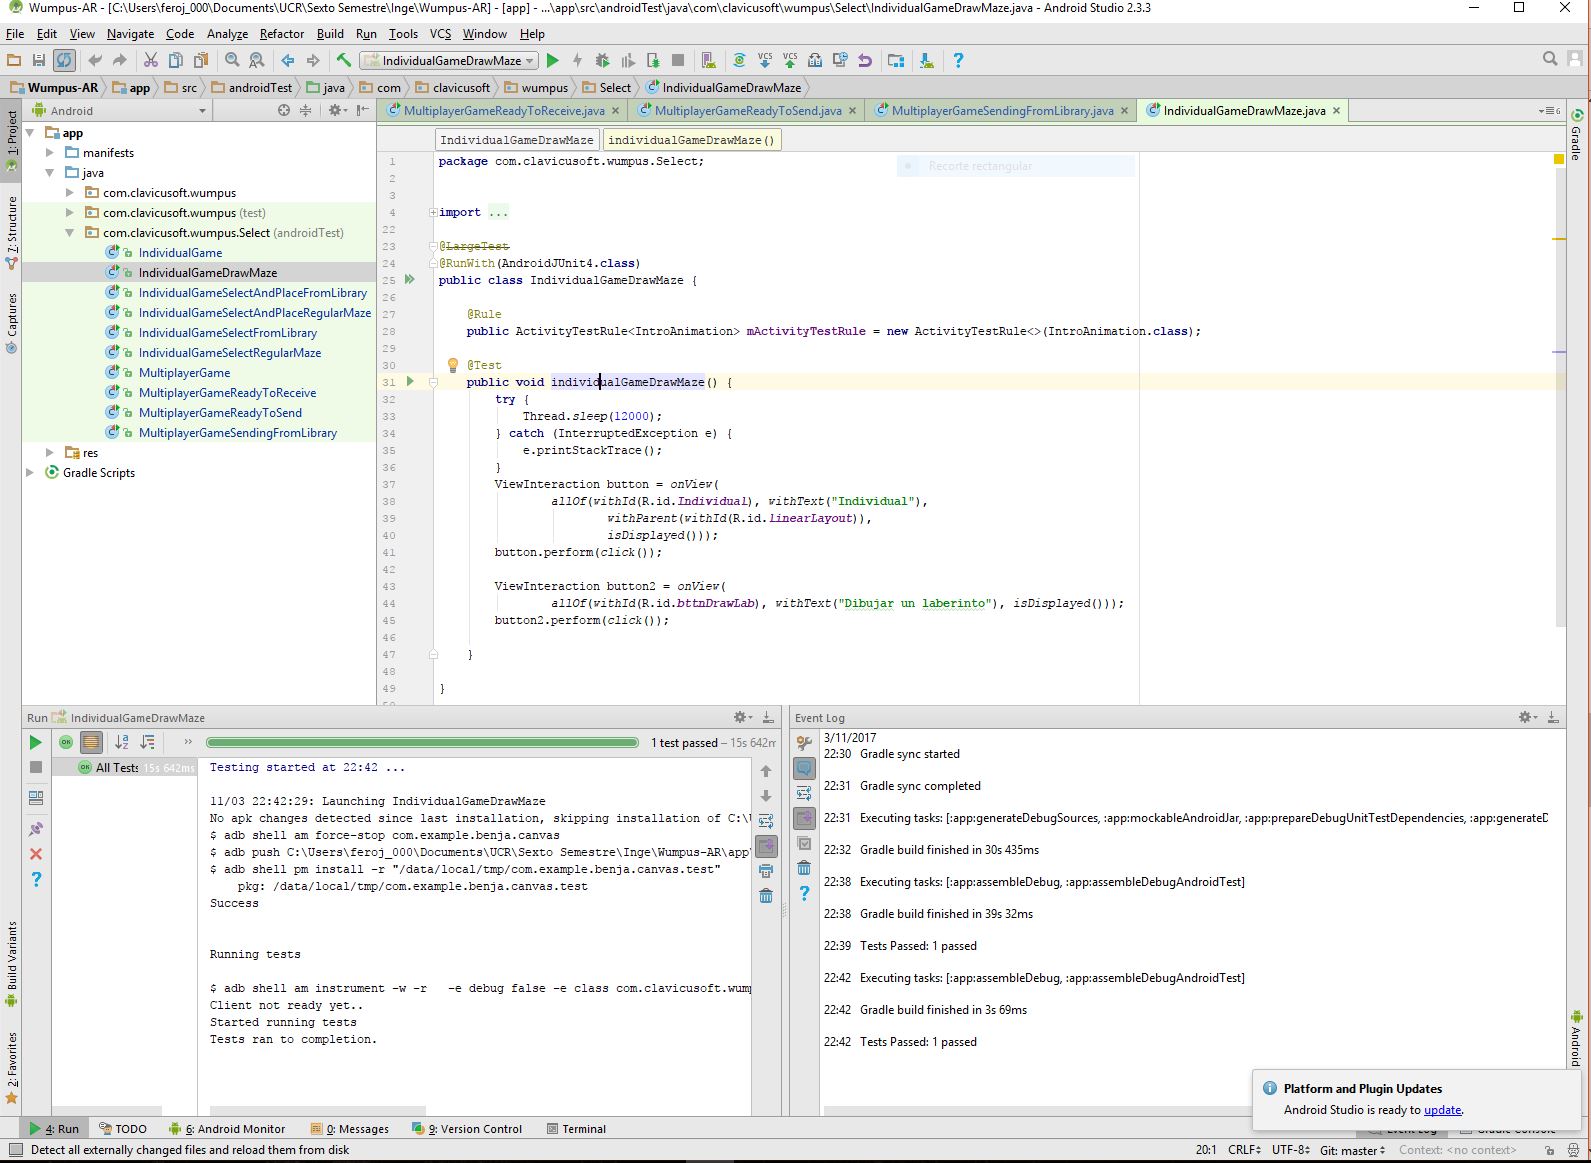 Wumpus-AR - [C:\Users\feroj_000\Documents\UCR\Sexto Semestre\Inge\Wumpus-AR] - [app] - ...\app\src\androidTest\java\com\clavicusoft\wumpus\Select\IndividualGameDrawMaze.java - Android Studio 2.3.3
File Edit View Navigate Code Analyze Refactor Build Run Tools VCS Window Help
IndividualGameDrawMaze
Wumpus-AR app src androidTest java com clavicusoft wumpus Select IndividualGameDrawMaze
Android
MultiplayerGameReadyToReceive.java MultiplayerGameReadyToSend.java MultiplayerGameSendingFromLibrary.java IndividualGameDrawMaze.java
6
1: Project
7: Structure
Captures
Build Variants
2: Favorites
Gradle
Android
app
manifests
java
com.clavicusoft.wumpus
com.clavicusoft.wumpus (test)
com.clavicusoft.wumpus.Select (androidTest)
IndividualGame
IndividualGameDrawMaze
IndividualGameSelectAndPlaceFromLibrary
IndividualGameSelectAndPlaceRegularMaze
IndividualGameSelectFromLibrary
IndividualGameSelectRegularMaze
MultiplayerGame
MultiplayerGameReadyToReceive
MultiplayerGameReadyToSend
MultiplayerGameSendingFromLibrary
res
Gradle Scripts
IndividualGameDrawMaze individualGameDrawMaze()
Recorte rectangular
1 package com.clavicusoft.wumpus.Select;
2
3
4 import ...
22
23 @LargeTest
24 @RunWith(AndroidJUnit4.class)
25 public class IndividualGameDrawMaze {
26
27 @Rule
28 public ActivityTestRule<IntroAnimation> mActivityTestRule = new ActivityTestRule<>(IntroAnimation.class);
29
30 @Test
31 public void individualGameDrawMaze() {
32 try {
33 Thread.sleep(12000);
34 } catch (InterruptedException e) {
35 e.printStackTrace();
36 }
37 ViewInteraction button = onView(
38 allOf(withId(R.id.Individual), withText("Individual"),
39 withParent(withId(R.id.linearLayout)),
40 isDisplayed()));
41 button.perform(click());
42
43 ViewInteraction button2 = onView(
44 allOf(withId(R.id.bttnDrawLab), withText("Dibujar un laberinto"), isDisplayed()));
45 button2.perform(click());
46
47 }
48
49 }
Run IndividualGameDrawMaze
1 test passed – 15s 642m
All Tests 15s 642ms
Testing started at 22:42 ...
11/03 22:42:29: Launching IndividualGameDrawMaze
No apk changes detected since last installation, skipping installation of C:\
$ adb shell am force-stop com.example.benja.canvas
$ adb push C:\Users\feroj_000\Documents\UCR\Sexto Semestre\Inge\Wumpus-AR\app\
$ adb shell pm install -r "/data/local/tmp/com.example.benja.canvas.test"
pkg: /data/local/tmp/com.example.benja.canvas.test
Success
Running tests
$ adb shell am instrument -w -r -e debug false -e class com.clavicusoft.wump
Client not ready yet..
Started running tests
Tests ran to completion.
Event Log
3/11/2017
22:30 Gradle sync started
22:31 Gradle sync completed
22:31 Executing tasks: [:app:generateDebugSources, :app:mockableAndroidJar, :app:prepareDebugUnitTestDependencies, :app:generateD
22:32 Gradle build finished in 30s 435ms
22:38 Executing tasks: [:app:assembleDebug, :app:assembleDebugAndroidTest]
22:38 Gradle build finished in 39s 32ms
22:39 Tests Passed: 1 passed
22:42 Executing tasks: [:app:assembleDebug, :app:assembleDebugAndroidTest]
22:42 Gradle build finished in 3s 69ms
22:42 Tests Passed: 1 passed
Platform and Plugin Updates
Android Studio is ready to update.
4: Run TODO 6: Android Monitor 0: Messages 9: Version Control Terminal Event Log Gradle Console
Detect all externally changed files and reload them from disk
20:1 CRLF UTF-8 Git: master Context: <no context>